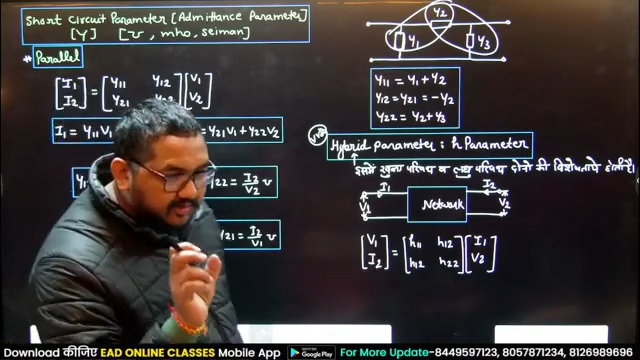 Short Circuit Parameter [Admittance Parameter]
[Y] [℧, mho, seiman]
* Parallel
[I1 I2] = [Y11 Y12 Y21 Y22] [V1 V2]
I1 = Y11V1
= Y21V1 + Y22V2
Y22 = I2/V2 ℧
Y21 = I2/V1 ℧
Y2
Y1
Y3
Y11 = Y1 + Y2
Y12 = Y21 = -Y2
Y22 = Y2 + Y3
Hybrid Parameter : h Parameter
इसमें खुला परिपथ व लघु परिपथ दोनो की विशेषताये होती हैं।
I1
I2
V1
Network
V2
[V1 I2] = [h11 h12 h12 h22] [I1 V2]
Download कीजिए EAD ONLINE CLASSES Mobile App
GET IT ON Google Play
For More Update-8449597123, 8057871234, 8126989696